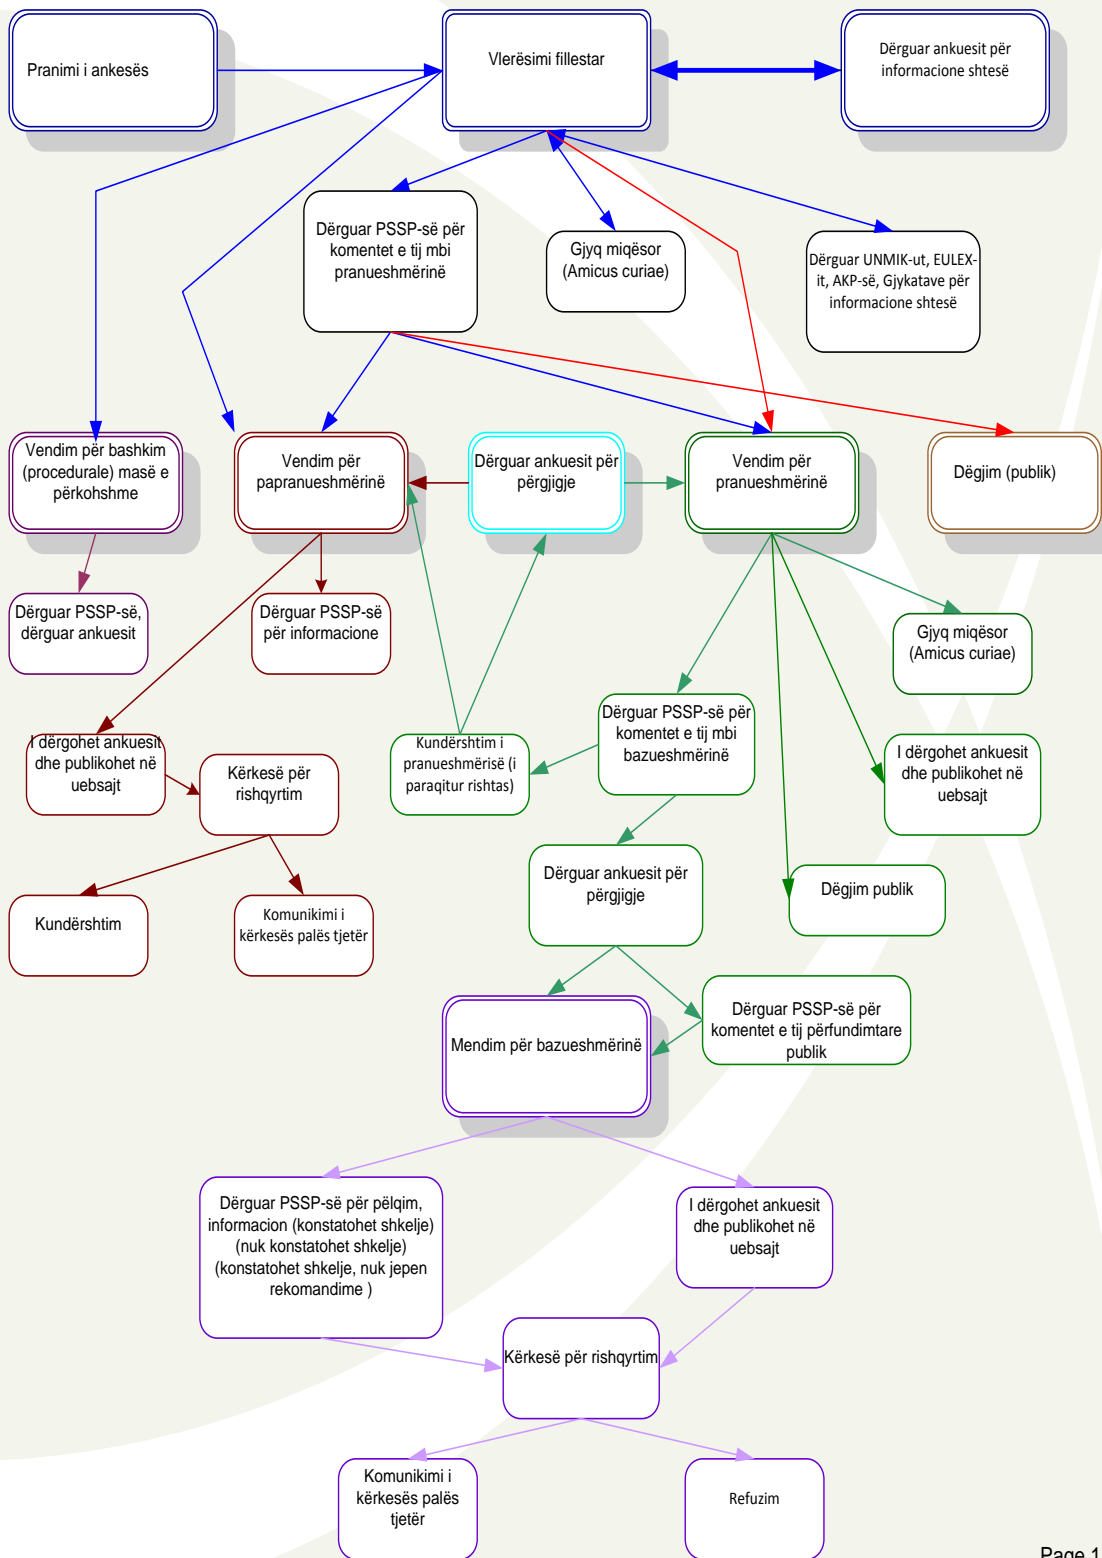 Pranimi i ankesës
Vlerësimi fillestar
Dërguar ankuesit për
informacione shtesë
Dërguar PSSP-së për
komentet e tij mbi
pranueshmërinë
Gjyq miqësor
(Amicus curiae)
Dërguar UNMIK-ut, EULEX-
it, AKP-së, Gjykatave për
informacione shtesë
Vendim për bashkim
(procedurale) masë e
përkohshme
Vendim për
papranueshmërinë
Dërguar ankuesit për
përgjigje
Vendim për
pranueshmërinë
Dëgjim (publik)
Dërguar PSSP-së,
dërguar ankuesit
Dërguar PSSP-së
për informacione
Gjyq miqësor
(Amicus curiae)
I dërgohet ankuesit
dhe publikohet në
uebsajt
Kërkesë për
rishqyrtim
Kundërshtim i
pranueshmërisë (i
paraqitur rishtas)
Dërguar PSSP-së për
komentet e tij mbi
bazueshmërinë
I dërgohet ankuesit
dhe publikohet në
uebsajt
Kundërshtim
Komunikimi i
kërkesës palës tjetër
Dërguar ankuesit për
përgjigje
Dëgjim publik
Mendim për bazueshmërinë
Dërguar PSSP-së për
komentet e tij përfundimtare
publik
Dërguar PSSP-së për pëlqim,
informacion (konstatohet shkelje)
(nuk konstatohet shkelje)
(konstatohet shkelje, nuk jepen
rekomandime )
I dërgohet ankuesit
dhe publikohet në
uebsajt
Kërkesë për rishqyrtim
Komunikimi i
kërkesës palës
tjetër
Refuzim
Page 1